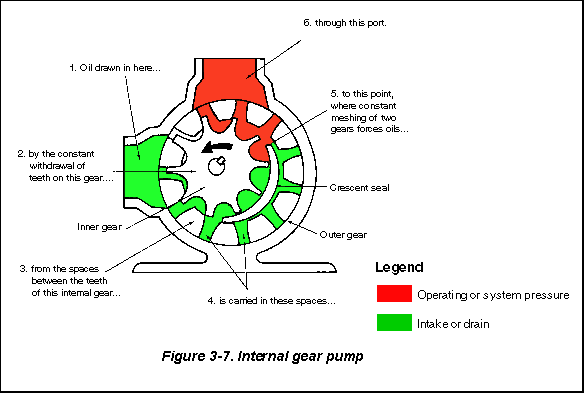 6. through this port.
1. Oil drawn in here...
5. to this point,
where constant
meshing of two
gears forces oils...
2. by the constant
withdrawal of
teeth on this gear....
Crescent seal
Inner gear
Outer gear
3. from the spaces
between the teeth
of this internal gear...
4. is carried in these spaces...
Legend
Operating or system pressure
Intake or drain
Figure 3-7. Internal gear pump